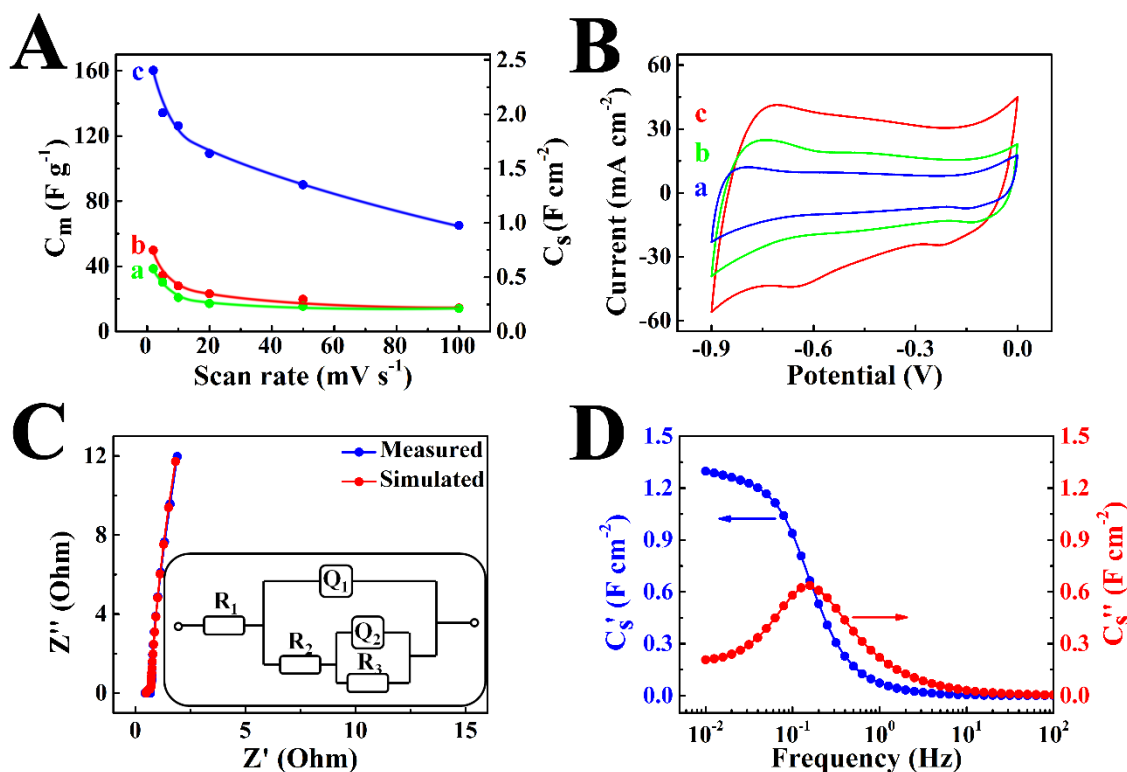 A
C_m (F g⁻¹)
160
120
80
40
0
c
b
a
2.5
2.0
1.5
1.0
0.5
0.0
C_s (F cm⁻²)
0 20 40 60 80 100
Scan rate (mV s⁻¹)
B
Current (mA cm⁻²)
60
30
0
-30
-60
c
b
a
-0.9 -0.6 -0.3 0.0
Potential (V)
C
Z'' (Ohm)
12
8
4
0
Measured
Simulated
R₁
Q₁
R₂
Q₂
R₃
0 5 10 15
Z' (Ohm)
D
C_s' (F cm⁻²)
1.5
1.2
0.9
0.6
0.3
0.0
1.5
1.2
0.9
0.6
0.3
0.0
C_s'' (F cm⁻²)
10⁻² 10⁻¹ 10⁰ 10¹ 10²
Frequency (Hz)